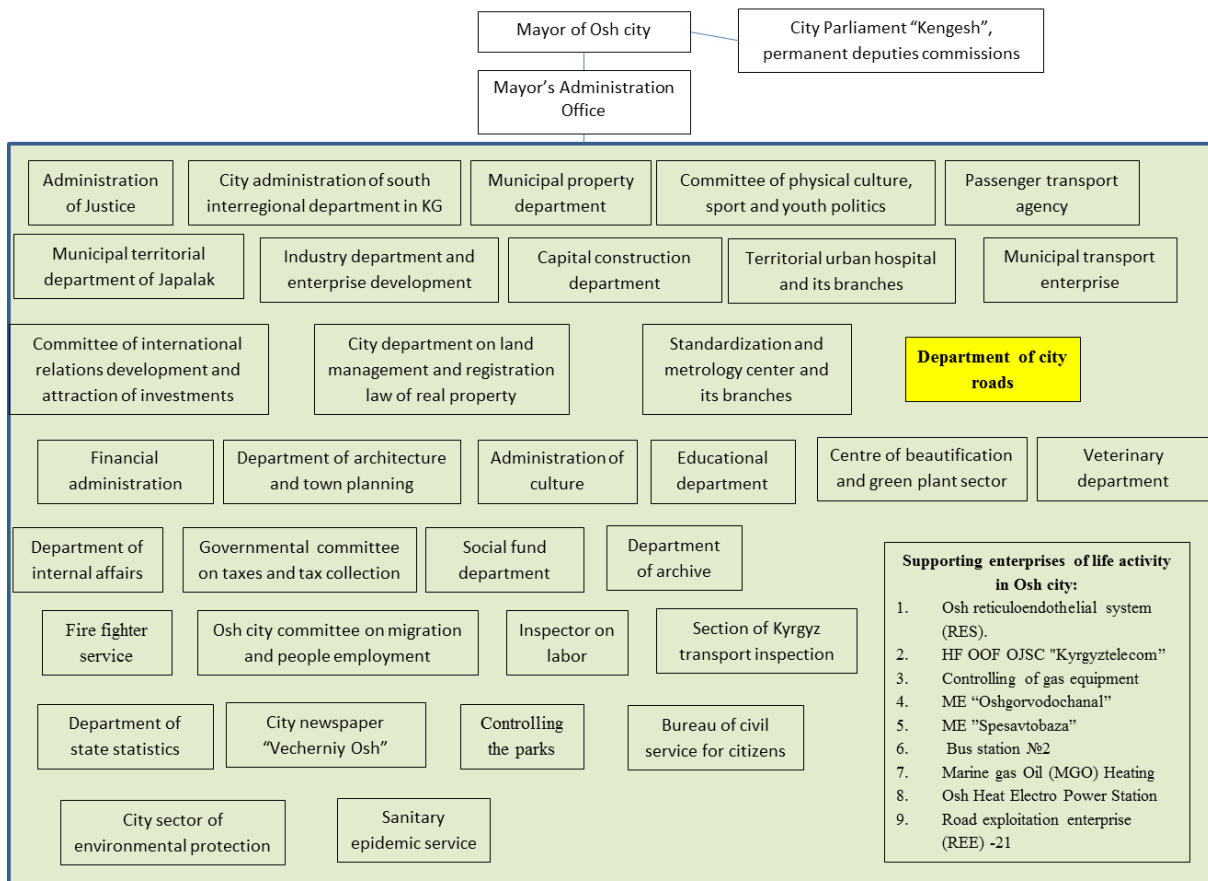 Mayor of Osh city
City Parliament “Kengesh”,
permanent deputies commissions
Mayor’s Administration
Office
Administration
of Justice
City administration of south
interregional department in KG
Municipal property
department
Committee of physical culture,
sport and youth politics
Passenger transport
agency
Municipal territorial
department of Japalak
Industry department and
enterprise development
Capital construction
department
Territorial urban hospital
and its branches
Municipal transport
enterprise
Committee of international
relations development and
attraction of investments
City department on land
management and registration
law of real property
Standardization and
metrology center and
its branches
Department of city
roads
Financial
administration
Department of architecture
and town planning
Administration of
culture
Educational
department
Centre of beautification
and green plant sector
Veterinary
department
Department of
internal affairs
Governmental committee
on taxes and tax collection
Social fund
department
Department
of archive
Fire fighter
service
Osh city committee on migration
and people employment
Inspector on
labor
Section of Kyrgyz
transport inspection
Department of
state statistics
City newspaper
“Vecherniy Osh”
Controlling
the parks
Bureau of civil
service for citizens
City sector of
environmental protection
Sanitary
epidemic service
Supporting enterprises of life activity
in Osh city:
1. Osh reticuloendothelial system
(RES).
2. HF OOF OJSC "Kyrgyztelecom”
3. Controlling of gas equipment
4. ME “Oshgorvodochanal”
5. ME ”Spesavtobaza”
6. Bus station №2
7. Marine gas Oil (MGO) Heating
8. Osh Heat Electro Power Station
9. Road exploitation enterprise
(REE) -21